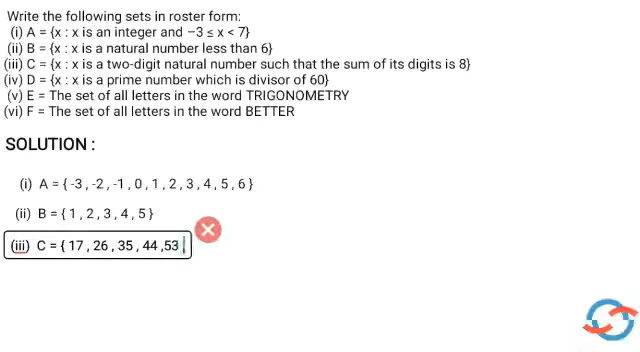 Write the following sets in roster form:
(i) A = {x : x is an integer and −3 ≤ x < 7}
(ii) B = {x : x is a natural number less than 6}
(iii) C = {x : x is a two-digit natural number such that the sum of its digits is 8}
(iv) D = {x : x is a prime number which is divisor of 60}
(v) E = The set of all letters in the word TRIGONOMETRY
(vi) F = The set of all letters in the word BETTER
SOLUTION :
(i) A = { -3 , -2 , -1 , 0 , 1 , 2 , 3 , 4 , 5 , 6 }
(ii) B = { 1 , 2 , 3 , 4 , 5 }
(iii) C = { 17 , 26 , 35 , 44 ,53